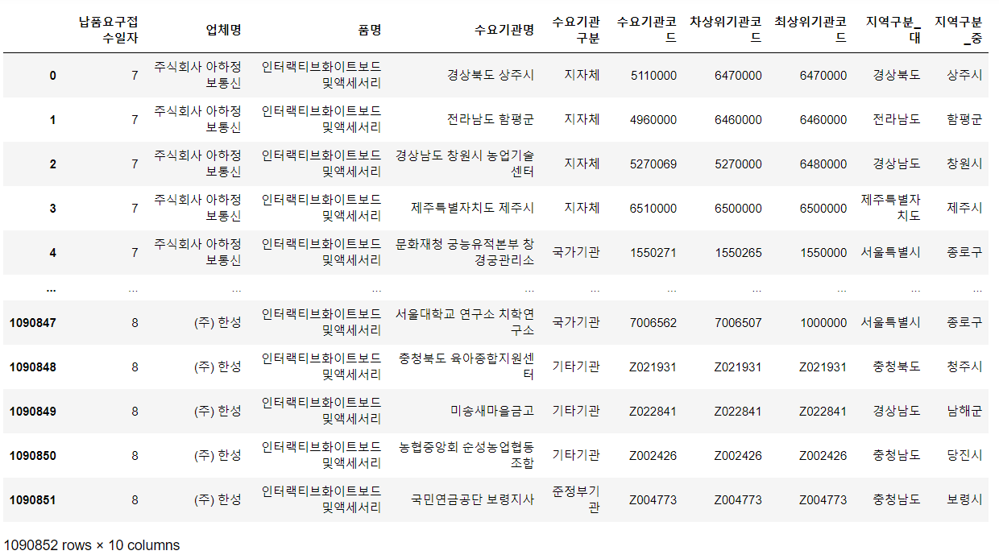 납품요구접수일자 업체명 품명 수요기관명 수요기관구분 수요기관코드 차상위기관코드 최상위기관코드 지역구분_대 지역구분_중
0 7 주식회사 아하정보통신 인터랙티브화이트보드및액세서리 경상북도 상주시 지자체 5110000 6470000 6470000 경상북도 상주시
1 7 주식회사 아하정보통신 인터랙티브화이트보드및액세서리 전라남도 함평군 지자체 4960000 6460000 6460000 전라남도 함평군
2 7 주식회사 아하정보통신 인터랙티브화이트보드및액세서리 경상남도 창원시 농업기술센터 지자체 5270069 5270000 6480000 경상남도 창원시
3 7 주식회사 아하정보통신 인터랙티브화이트보드및액세서리 제주특별자치도 제주시 지자체 6510000 6500000 6500000 제주특별자치도 제주시
4 7 주식회사 아하정보통신 인터랙티브화이트보드및액세서리 문화재청 궁능유적본부 창경궁관리소 국가기관 1550271 1550265 1550000 서울특별시 종로구
... ... ... ... ... ... ... ... ... ... ...
1090847 8 (주) 한성 인터랙티브화이트보드및액세서리 서울대학교 연구소 치학연구소 국가기관 7006562 7006507 1000000 서울특별시 종로구
1090848 8 (주) 한성 인터랙티브화이트보드및액세서리 충청북도 육아종합지원센터 기타기관 Z021931 Z021931 Z021931 충청북도 청주시
1090849 8 (주) 한성 인터랙티브화이트보드및액세서리 미송새마을금고 기타기관 Z022841 Z022841 Z022841 경상남도 남해군
1090850 8 (주) 한성 인터랙티브화이트보드및액세서리 농협중앙회 순성농업협동조합 기타기관 Z002426 Z002426 Z002426 충청남도 당진시
1090851 8 (주) 한성 인터랙티브화이트보드및액세서리 국민연금공단 보령지사 준정부기관 Z004773 Z004773 Z004773 충청남도 보령시
1090852 rows × 10 columns